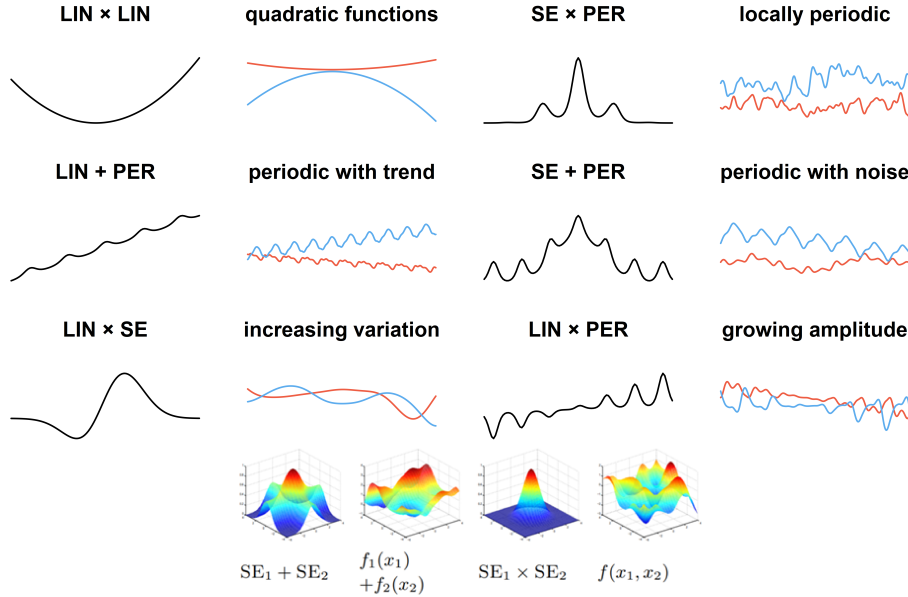 LIN × LIN
quadratic functions
SE × PER
locally periodic
LIN + PER
periodic with trend
SE + PER
periodic with noise
LIN × SE
increasing variation
LIN × PER
growing amplitude
SE₁ + SE₂
f₁(x₁)
+f₂(x₂)
SE₁ × SE₂
f(x₁, x₂)